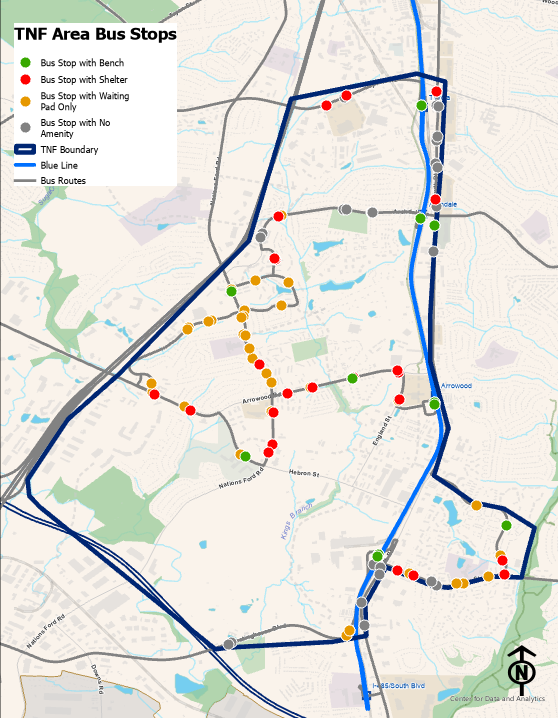 TNF Area Bus Stops
Bus Stop with Bench
Bus Stop with Shelter
Bus Stop with Waiting
Pad Only
Bus Stop with No
Amenity
TNF Boundary
Blue Line
Bus Routes
Arrowood
Arrowood
England St
Nations Ford Rd
Hebron St
Kings Branch
Nations Ford Rd
Downs Rd
I-485/South Blvd
N
Center for Data and Analytics